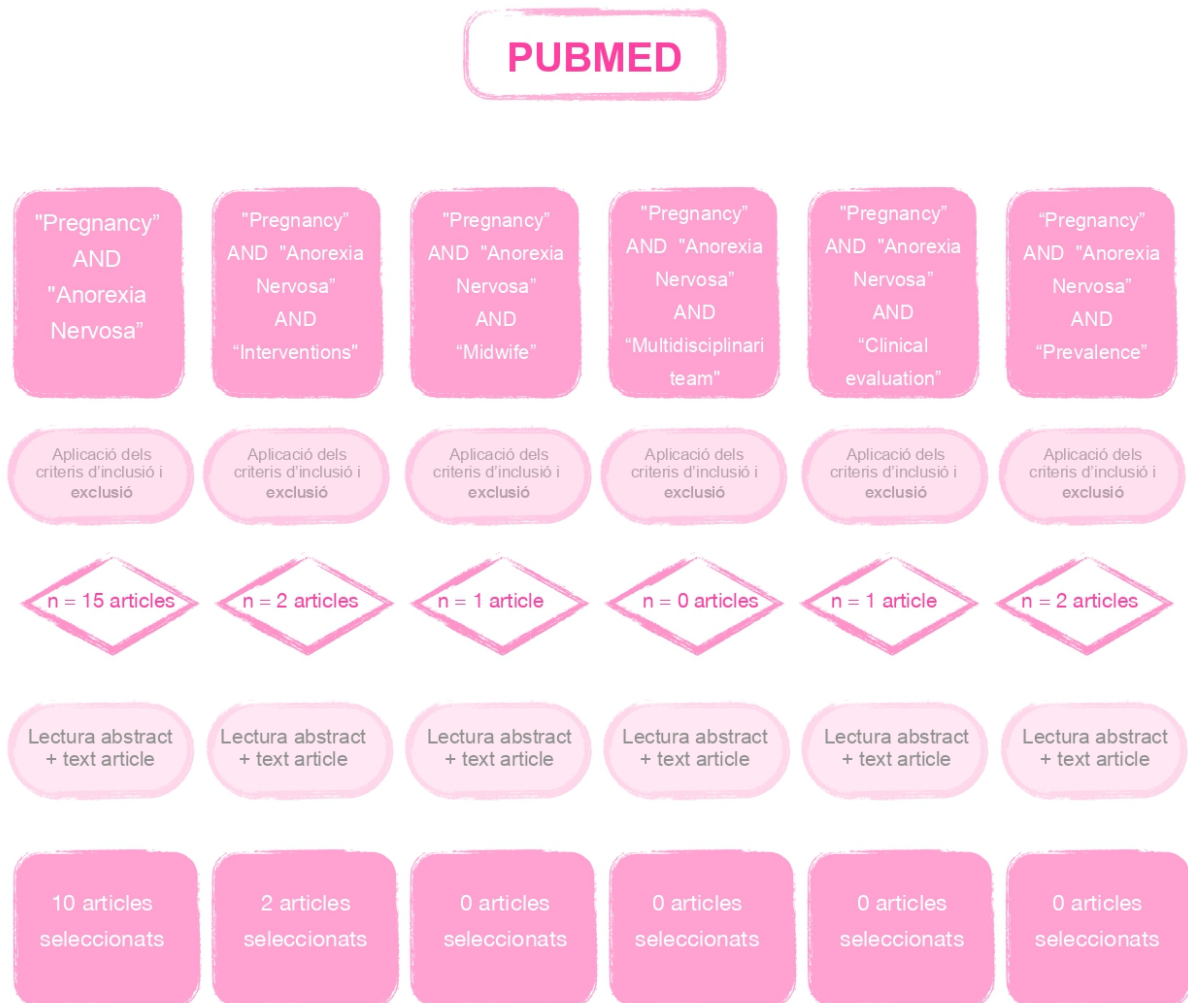 PUBMED
"Pregnancy”
AND
"Anorexia
Nervosa”
"Pregnancy”
AND "Anorexia
Nervosa”
AND
“Interventions"
"Pregnancy”
AND "Anorexia
Nervosa”
AND
“Midwife”
"Pregnancy”
AND "Anorexia
Nervosa”
AND
“Multidisciplinari
team"
"Pregnancy”
AND "Anorexia
Nervosa”
AND
“Clinical
evaluation”
“Pregnancy”
AND "Anorexia
Nervosa”
AND
“Prevalence”
Aplicació dels
criteris d’inclusió i
exclusió
Aplicació dels
criteris d’inclusió i
exclusió
Aplicació dels
criteris d’inclusió i
exclusió
Aplicació dels
criteris d’inclusió i
exclusió
Aplicació dels
criteris d’inclusió i
exclusió
Aplicació dels
criteris d’inclusió i
exclusió
n = 15 articles
n = 2 articles
n = 1 article
n = 0 articles
n = 1 article
n = 2 articles
Lectura abstract
+ text article
Lectura abstract
+ text article
Lectura abstract
+ text article
Lectura abstract
+ text article
Lectura abstract
+ text article
Lectura abstract
+ text article
10 articles
seleccionats
2 articles
seleccionats
0 articles
seleccionats
0 articles
seleccionats
0 articles
seleccionats
0 articles
seleccionats